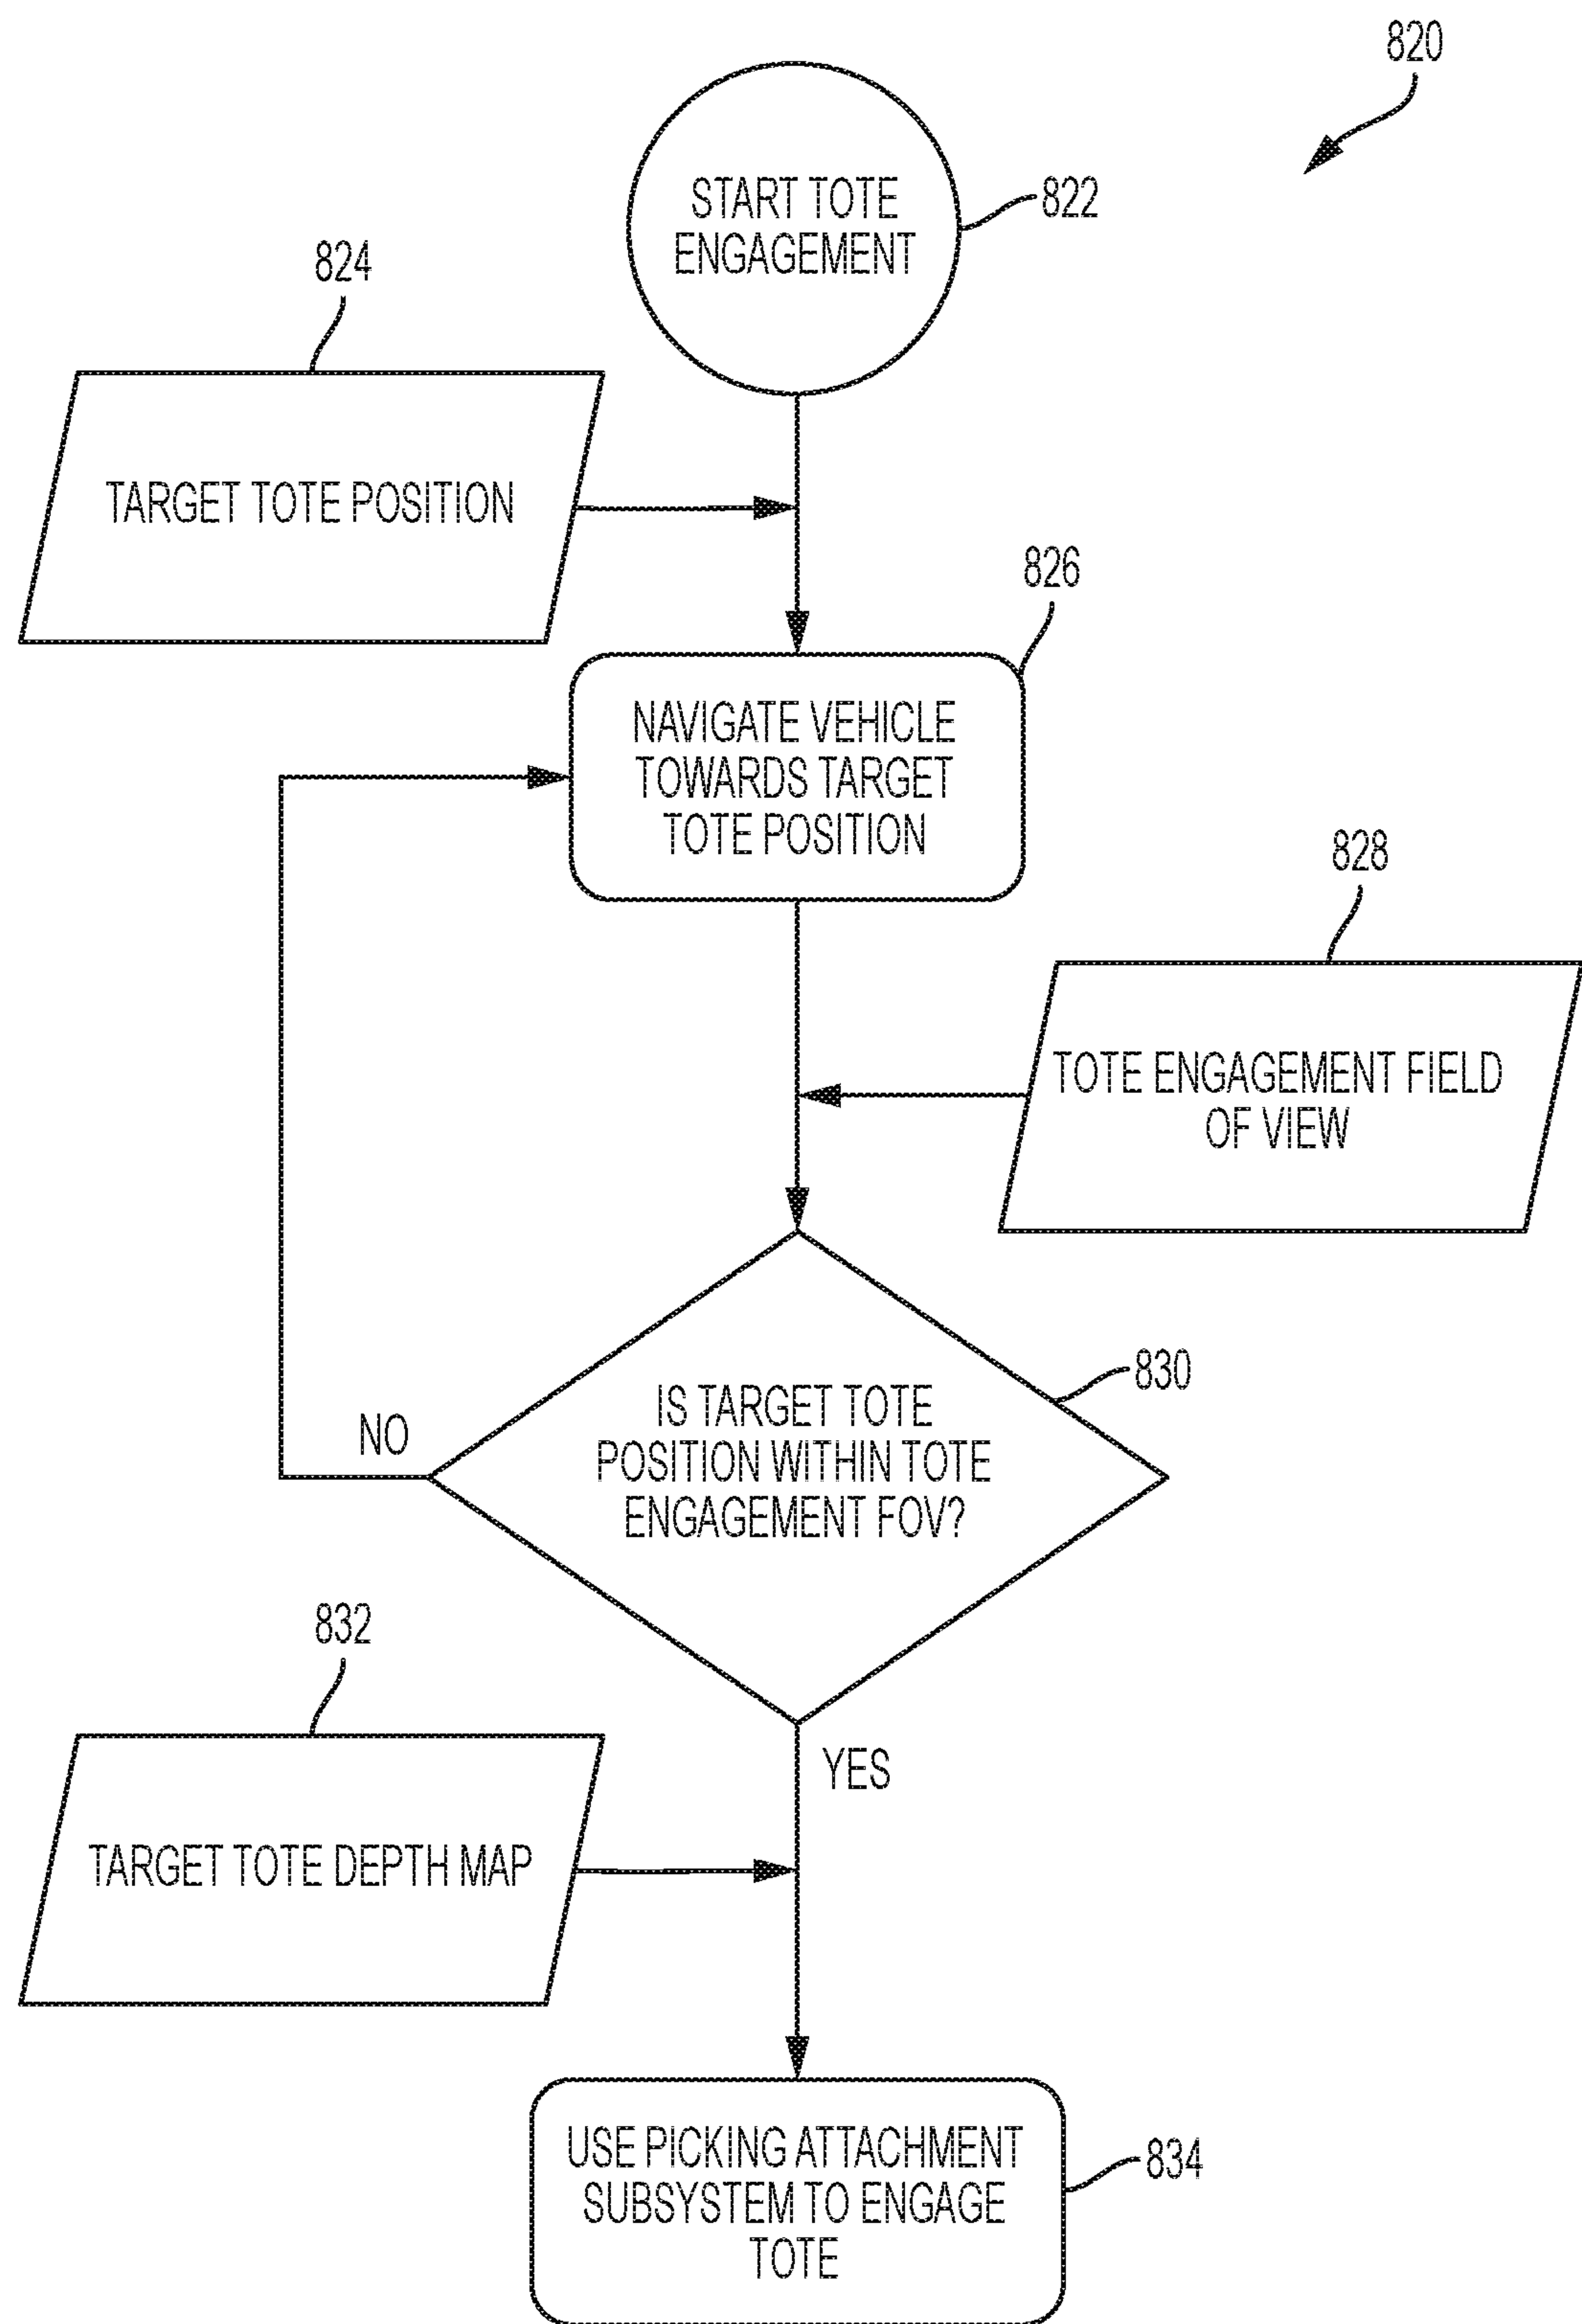 820
START TOTE
ENGAGEMENT
822
824
TARGET TOTE POSITION
826
NAVIGATE VEHICLE
TOWARDS TARGET
TOTE POSITION
828
TOTE ENGAGEMENT FIELD
OF VIEW
830
IS TARGET TOTE
POSITION WITHIN TOTE
ENGAGEMENT FOV?
NO
832
YES
TARGET TOTE DEPTH MAP
USE PICKING ATTACHMENT
SUBSYSTEM TO ENGAGE
TOTE
834